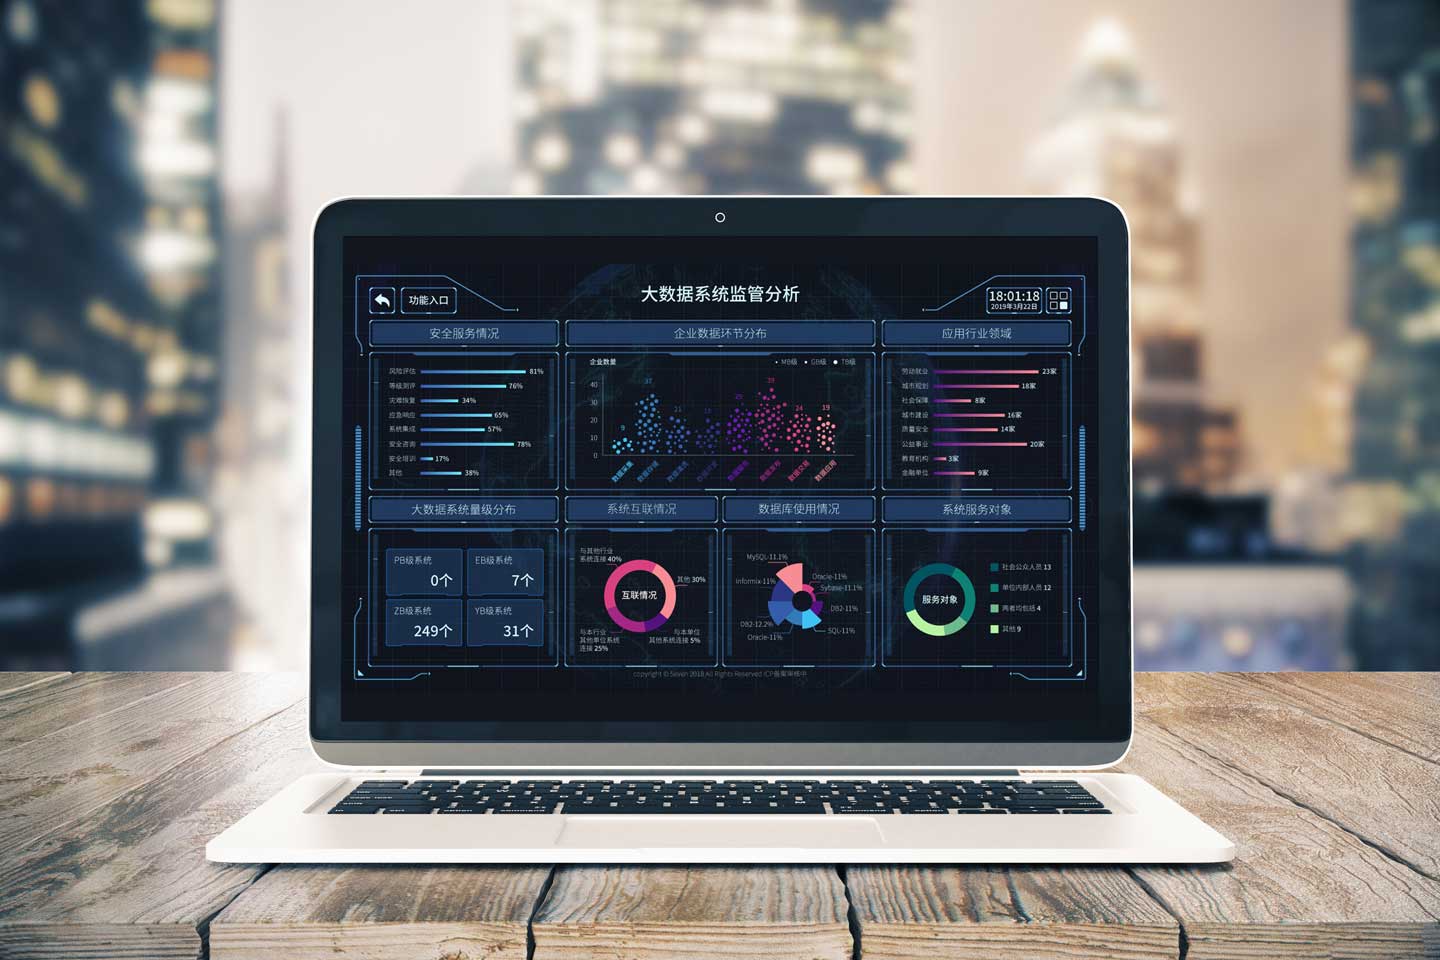 大数据系统监管分析
功能入口
18:01:18
2019年3月22日
安全服务情况
风险评估 81%
等级测评 76%
灾难恢复 34%
应急响应 65%
系统集成 57%
安全咨询 78%
安全培训 17%
其他 38%
企业数据环节分布
企业数量
MB级 GB级 TB级
40
30
20
10
0
9 37 21 25 39 24 19
数据采集 数据存储 数据清洗 数据发布 数据交易 数据应用
应用行业领域
劳动就业 23家
城市规划 18家
社会保障 8家
城市建设 16家
质量安全 14家
公益事业 20家
教育机构 3家
金融单位 9家
大数据系统量级分布
PB级系统
0个
EB级系统
7个
ZB级系统
249个
YB级系统
31个
系统互联情况
与其他行业
系统连接 40%
其他 30%
互联情况
与本行业
其他单位系统
连接 25%
与本单位
其他系统连接 5%
数据库使用情况
MySQL-11.1%
Informix-11%
Oracle-11%
Sybase-11.1%
DB2-11%
DB2-12.2%
SQL-11%
Oracle-11%
系统服务对象
服务对象
社会公众人员 13
单位内部人员 12
两者均包括 4
其他 9
copyright © Seven 2018 All Rights Reserved ICP备案审核中
option command command option